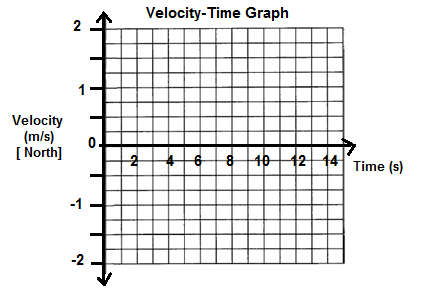 Velocity-Time Graph
2
1
Velocity
(m/s)
[ North]
0
2 4 6 8 10 12 14
Time (s)
-1
-2